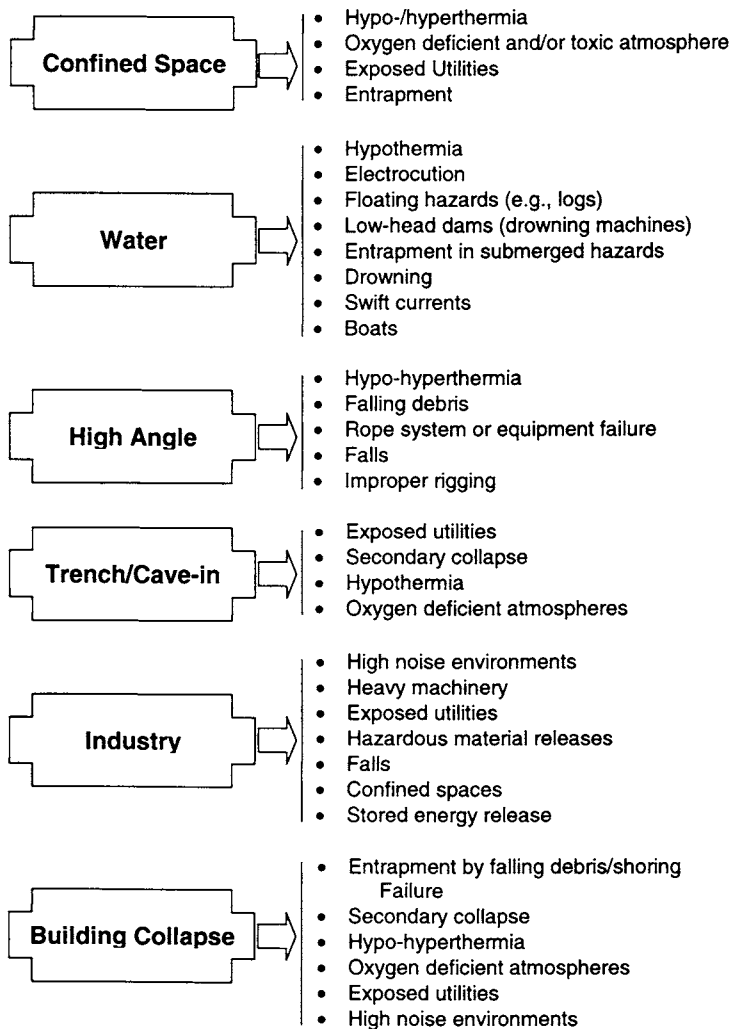 Confined Space
• Hypo-/hyperthermia
• Oxygen deficient and/or toxic atmosphere
• Exposed Utilities
• Entrapment
Water
• Hypothermia
• Electrocution
• Floating hazards (e.g., logs)
• Low-head dams (drowning machines)
• Entrapment in submerged hazards
• Drowning
• Swift currents
• Boats
High Angle
• Hypo-hyperthermia
• Falling debris
• Rope system or equipment failure
• Falls
• Improper rigging
Trench/Cave-in
• Exposed utilities
• Secondary collapse
• Hypothermia
• Oxygen deficient atmospheres
Industry
• High noise environments
• Heavy machinery
• Exposed utilities
• Hazardous material releases
• Falls
• Confined spaces
• Stored energy release
Building Collapse
• Entrapment by falling debris/shoring
Failure
• Secondary collapse
• Hypo-hyperthermia
• Oxygen deficient atmospheres
• Exposed utilities
• High noise environments